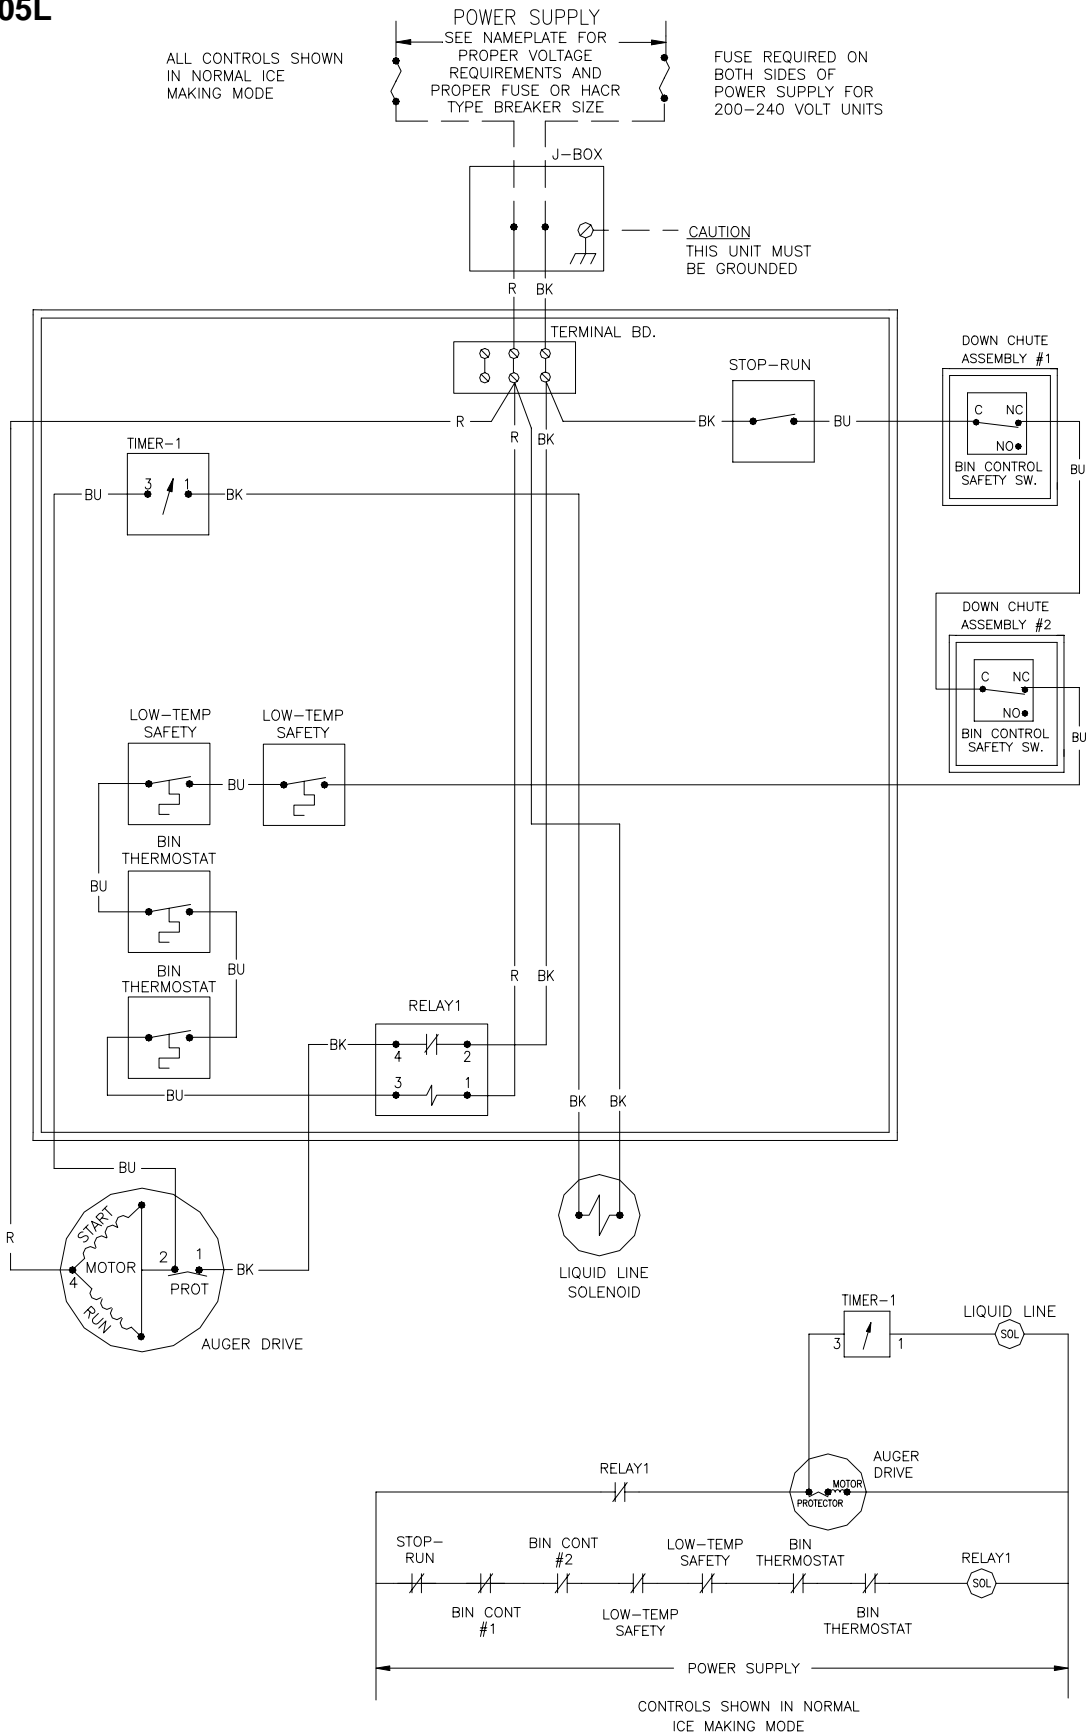 05L
POWER SUPPLY
SEE NAMEPLATE FOR
PROPER VOLTAGE
REQUIREMENTS AND
PROPER FUSE OR HACR
TYPE BREAKER SIZE
ALL CONTROLS SHOWN
IN NORMAL ICE
MAKING MODE
FUSE REQUIRED ON
BOTH SIDES OF
POWER SUPPLY FOR
200-240 VOLT UNITS
J-BOX
CAUTION
THIS UNIT MUST
BE GROUNDED
R BK
TERMINAL BD.
STOP-RUN
DOWN CHUTE
ASSEMBLY #1
C NC
NO
BIN CONTROL
SAFETY SW.
R
R
BK
BK
BU
BU
TIMER-1
BU
3 1
BK
DOWN CHUTE
ASSEMBLY #2
C NC
NO
BIN CONTROL
SAFETY SW.
BU
LOW-TEMP
SAFETY
LOW-TEMP
SAFETY
BU
BIN
THERMOSTAT
BU
BU
BIN
THERMOSTAT
R BK
RELAY1
BK
4 2
3 1
BU
BK BK
BU
R
START
MOTOR
2 1
4
PROT
RUN
BK
AUGER DRIVE
LIQUID LINE
SOLENOID
TIMER-1
LIQUID LINE
3 1
SOL
AUGER
DRIVE
RELAY1
MOTOR
PROTECTOR
STOP-
RUN
BIN CONT
#2
LOW-TEMP
SAFETY
BIN
THERMOSTAT
RELAY1
SOL
BIN CONT
#1
LOW-TEMP
SAFETY
BIN
THERMOSTAT
POWER SUPPLY
CONTROLS SHOWN IN NORMAL
ICE MAKING MODE